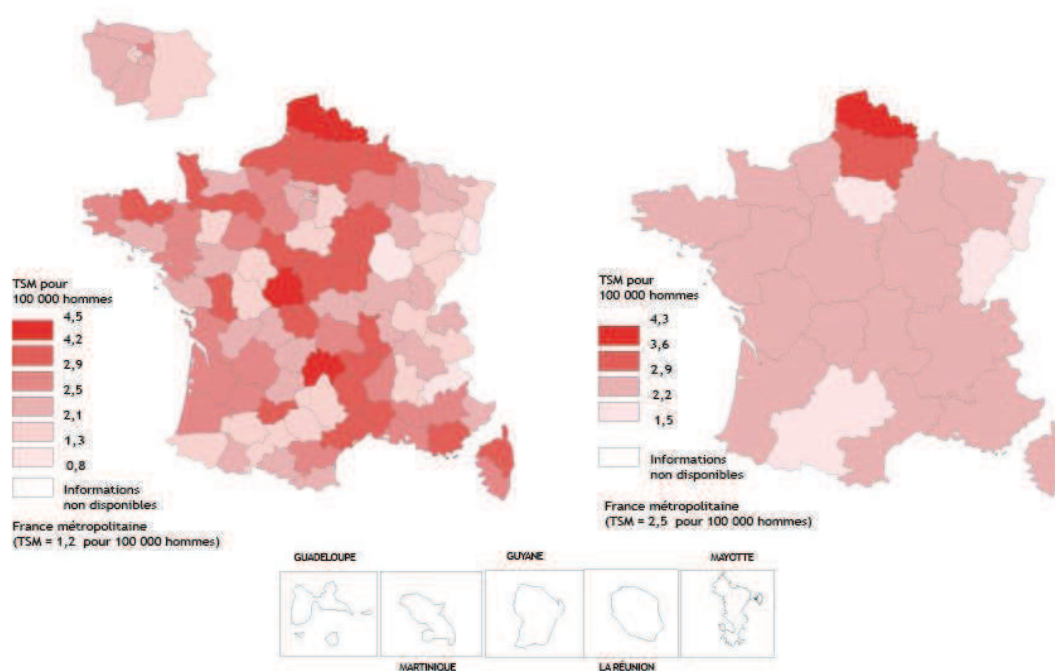 TSM pour
100 000 hommes
4,5
4,2
2,9
2,5
2,1
1,3
0,8
Informations
non disponibles
France métropolitaine
(TSM = 1,2 pour 100 000 hommes)
TSM pour
100 000 hommes
4,3
3,6
2,9
2,2
1,5
Informations
non disponibles
France métropolitaine
(TSM = 2,5 pour 100 000 hommes)
GUADELOUPE
GUYANE
MAYOTTE
MARTINIQUE
LA RÉUNION